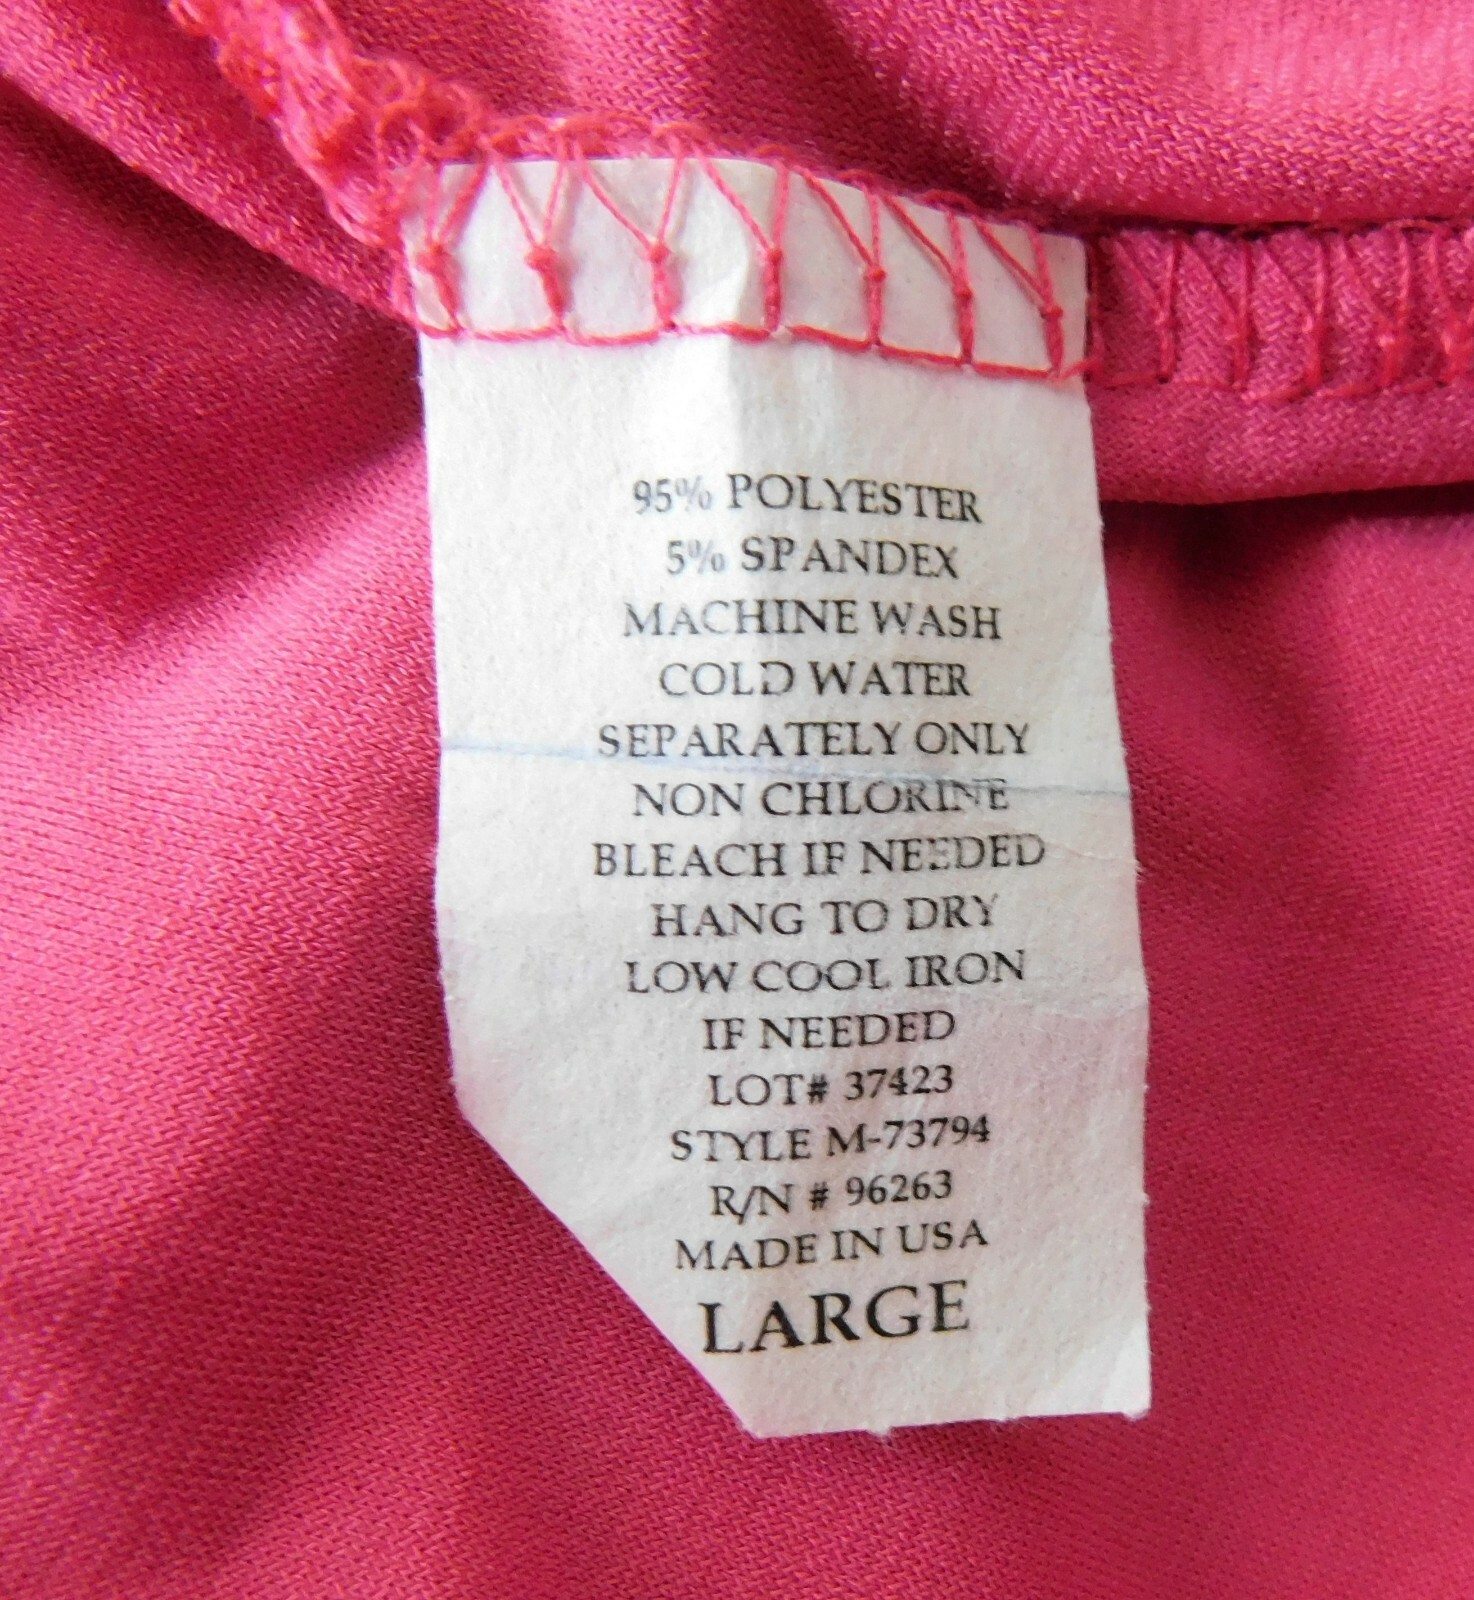 95% POLYESTER
5% SPANDEX
MACHINE WASH
COLD WATER
SEPARATELY ONLY
NON CHLORINE
BLEACH IF NEEDED
HANG TO DRY
LOW COOL IRON
IF NEEDED
LOT# 37423
STYLE M-73794
R/N # 96263
MADE IN USA
LARGE